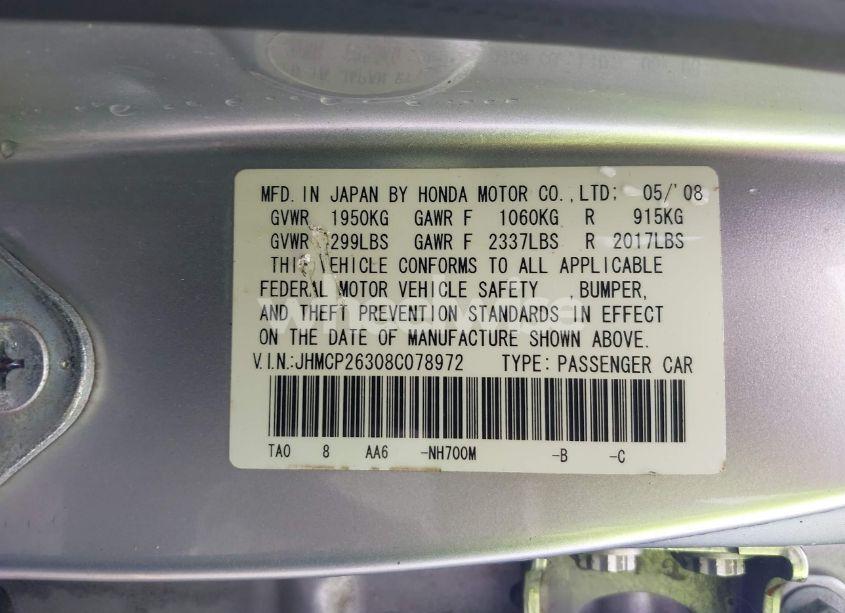 MFD. IN JAPAN BY HONDA MOTOR CO.,LTD; 05/'08
GVWR 1950KG GAWR F 1060KG R 915KG
GVWR 299LBS GAWR F 2337LBS R 2017LBS
VEHICLE CONFORMS TO ALL APPLICABLE
FEDERAL MOTOR VEHICLE SAFETY ,BUMPER,
AND THEFT PREVENTION STANDARDS IN EFFECT
ON THE DATE OF MANUFACTURE SHOWN ABOVE.
V.I.N.:JHMCP26308C078972 TYPE: PASSENGER CAR
TA0 8 AA6 -NH700M -B -C